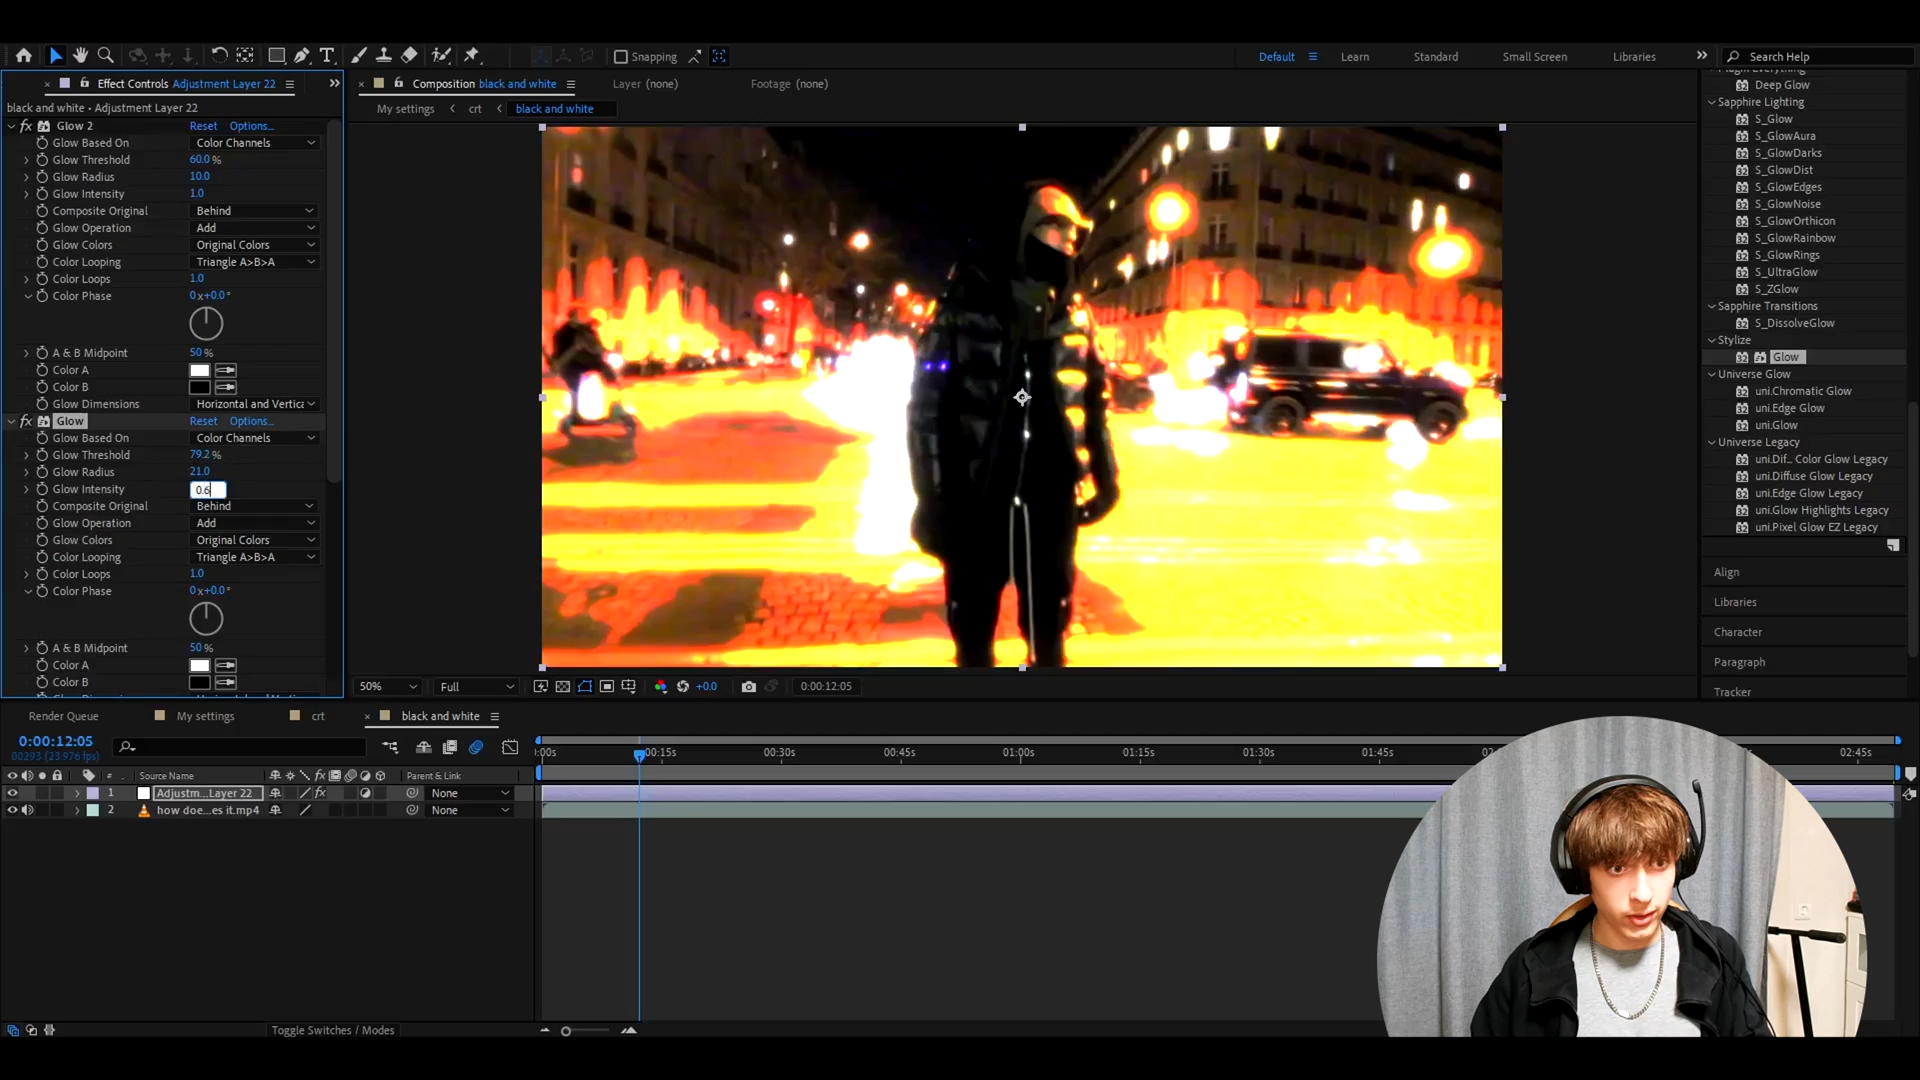 Snapping
Default
Learn
Standard
Small Screen
Libraries
Search Help
Effect Controls Adjustment Layer 22
Composition black and white
Layer (none)
Footage (none)
black and white • Adjustment Layer 22
My settings
crt
black and white
Glow 2
Reset
Options...
Glow Based On
Color Channels
Glow Threshold
60.0 %
Glow Radius
10.0
Glow Intensity
1.0
Composite Original
Behind
Glow Operation
Add
Glow Colors
Original Colors
Color Looping
Triangle A>B>A
Color Loops
1.0
Color Phase
0x+0.0°
A & B Midpoint
50 %
Color A
Color B
Glow Dimensions
Horizontal and Vertica
Glow
Reset
Options...
Glow Based On
Color Channels
Glow Threshold
79.2 %
Glow Radius
21.0
Glow Intensity
0.6
Composite Original
Behind
Glow Operation
Add
Glow Colors
Original Colors
Color Looping
Triangle A>B>A
Color Loops
1.0
Color Phase
0x+0.0°
A & B Midpoint
50 %
Color A
Color B
Deep Glow
Sapphire Lighting
S_Glow
S_GlowAura
S_GlowDarks
S_GlowDist
S_GlowEdges
S_GlowNoise
S_GlowOrthicon
S_GlowRainbow
S_GlowRings
S_UltraGlow
S_ZGlow
Sapphire Transitions
S_DissolveGlow
Stylize
Glow
Universe Glow
uni.Chromatic Glow
uni.Edge Glow
uni.Glow
Universe Legacy
uni.Dif... Color Glow Legacy
uni.Diffuse Glow Legacy
uni.Edge Glow Legacy
uni.Glow Highlights Legacy
uni.Pixel Glow EZ Legacy
Align
Libraries
Character
Paragraph
Tracker
50%
Full
+0.0
0:00:12:05
Render Queue
My settings
crt
black and white
0:00:12:05
00293 (23.976 fps)
:00s
00:15s
00:30s
00:45s
01:00s
01:15s
01:30s
01:45s
02:45s
#
Source Name
fx
Parent & Link
1
Adjustm...Layer 22
fx
None
2
how doe...es it.mp4
None
Toggle Switches / Modes